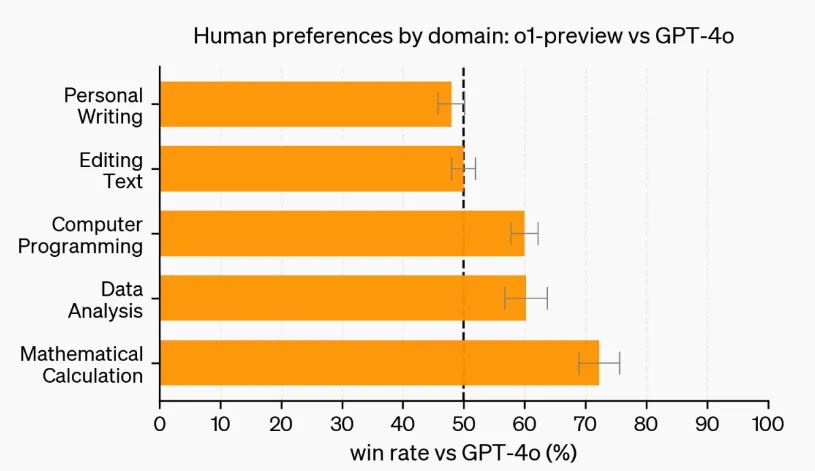 Human preferences by domain: o1-preview vs GPT-4o
Personal
Writing
Editing
Text
Computer
Programming
Data
Analysis
Mathematical
Calculation
0 10 20 30 40 50 60 70 80 90 100
win rate vs GPT-4o (%)